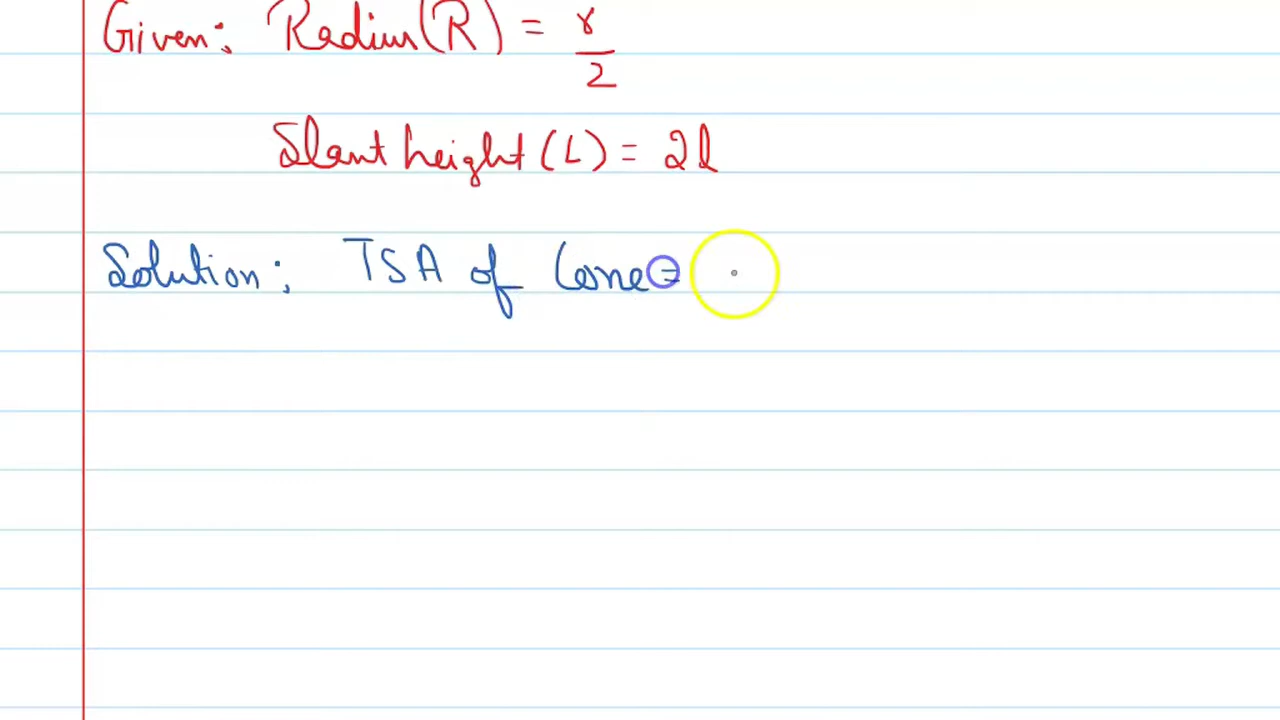 Given: Radius(R) = r/2
Slant height (L) = 2l
Solution: TSA of Cone =